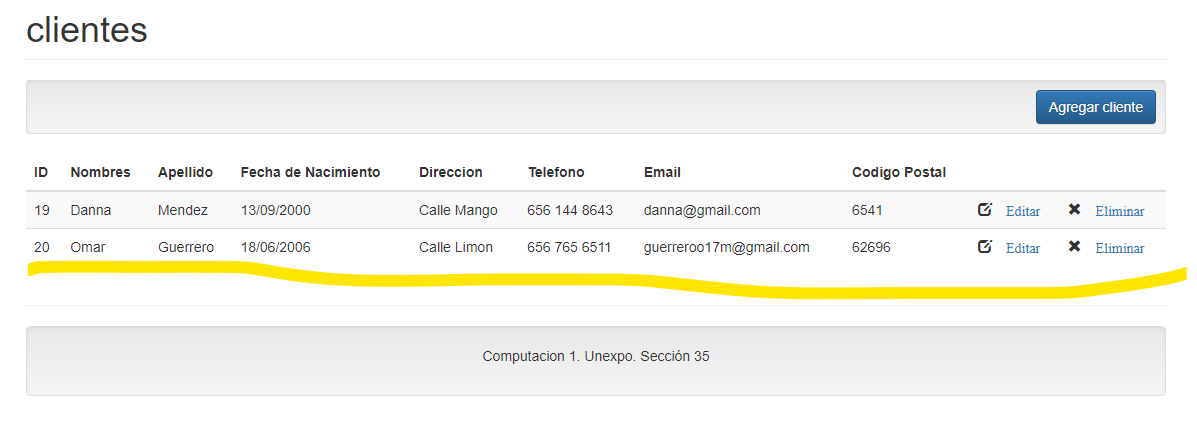 clientes
Agregar cliente
ID Nombres Apellido Fecha de Nacimiento Direccion Telefono Email Codigo Postal
19 Danna Mendez 13/09/2000 Calle Mango 656 144 8643 danna@gmail.com 6541 Editar Eliminar
20 Omar Guerrero 18/06/2006 Calle Limon 656 765 6511 guerreroo17m@gmail.com 62696 Editar Eliminar
Computacion 1. Unexpo. Sección 35